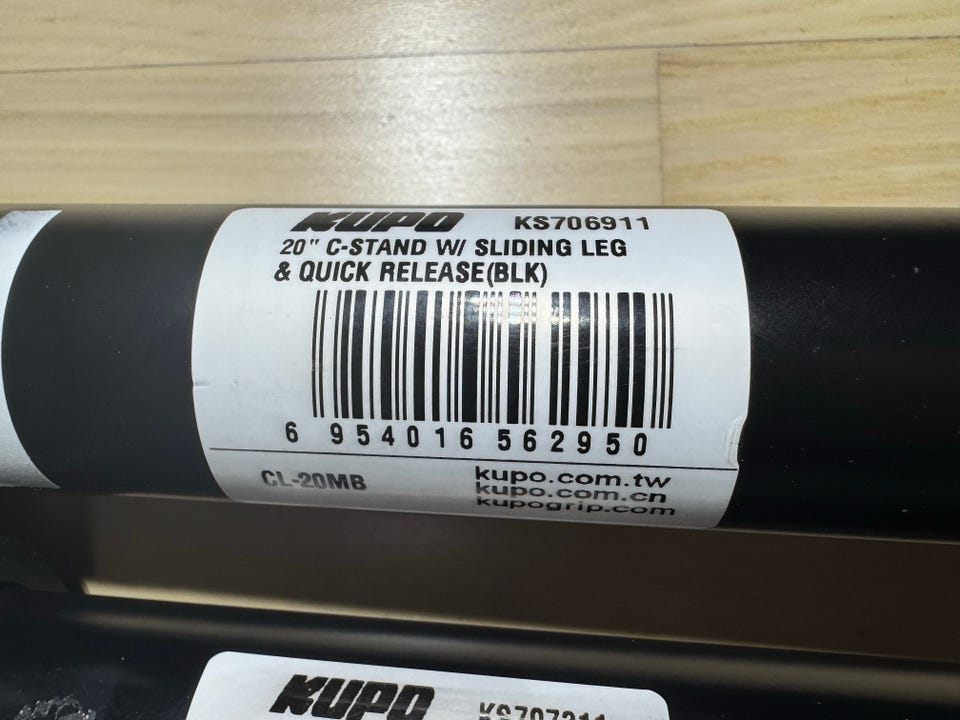 KUPO KS706911
20" C-STAND W/ SLIDING LEG
& QUICK RELEASE(BLK)
6 954016 562950
CL-20MB
kupo.com.tw
kupo.com.cn
kupogrip.com
KUPO KS707211